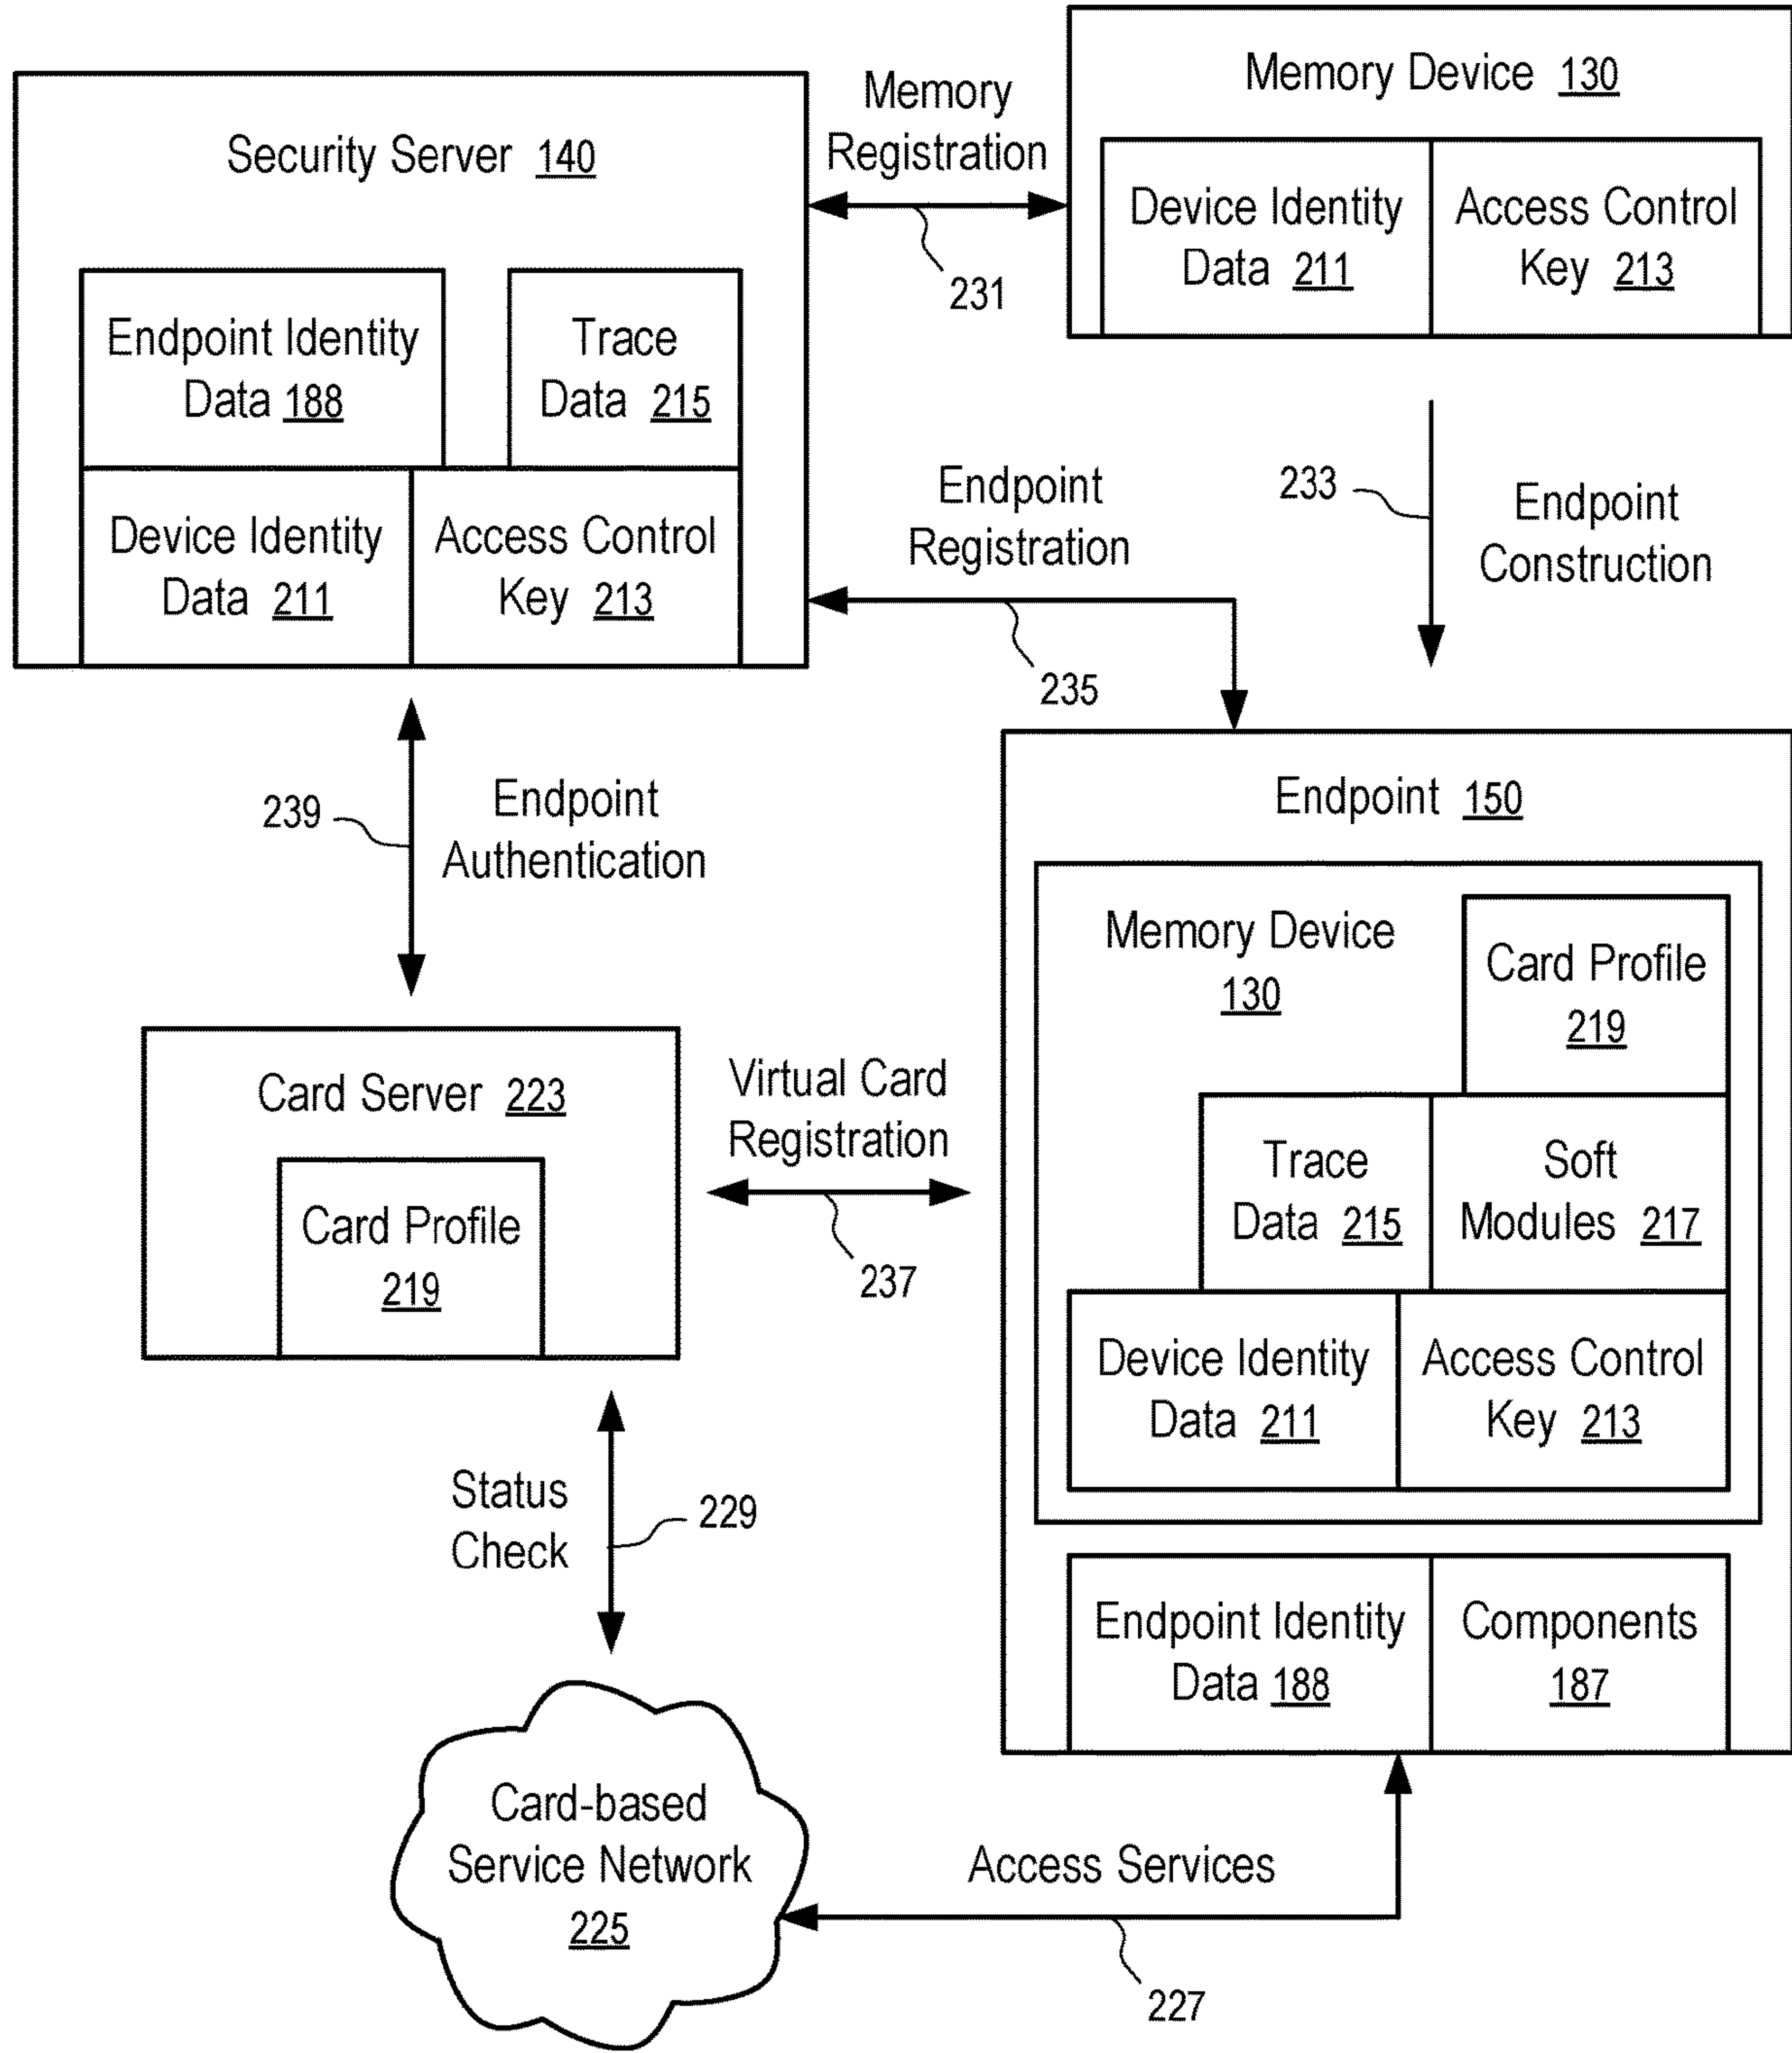 Memory Device 130
Device Identity
Data 211
Access Control
Key 213
Memory
Registration
231
Security Server 140
Endpoint Identity
Data 188
Trace
Data 215
Device Identity
Data 211
Access Control
Key 213
Endpoint
Registration
235
233
Endpoint
Construction
239
Endpoint
Authentication
Endpoint 150
Memory Device
130
Card Profile
219
Trace
Data 215
Soft
Modules 217
Device Identity
Data 211
Access Control
Key 213
Endpoint Identity
Data 188
Components
187
Card Server 223
Card Profile
219
Virtual Card
Registration
237
Status
Check
229
Card-based
Service Network
225
Access Services
227